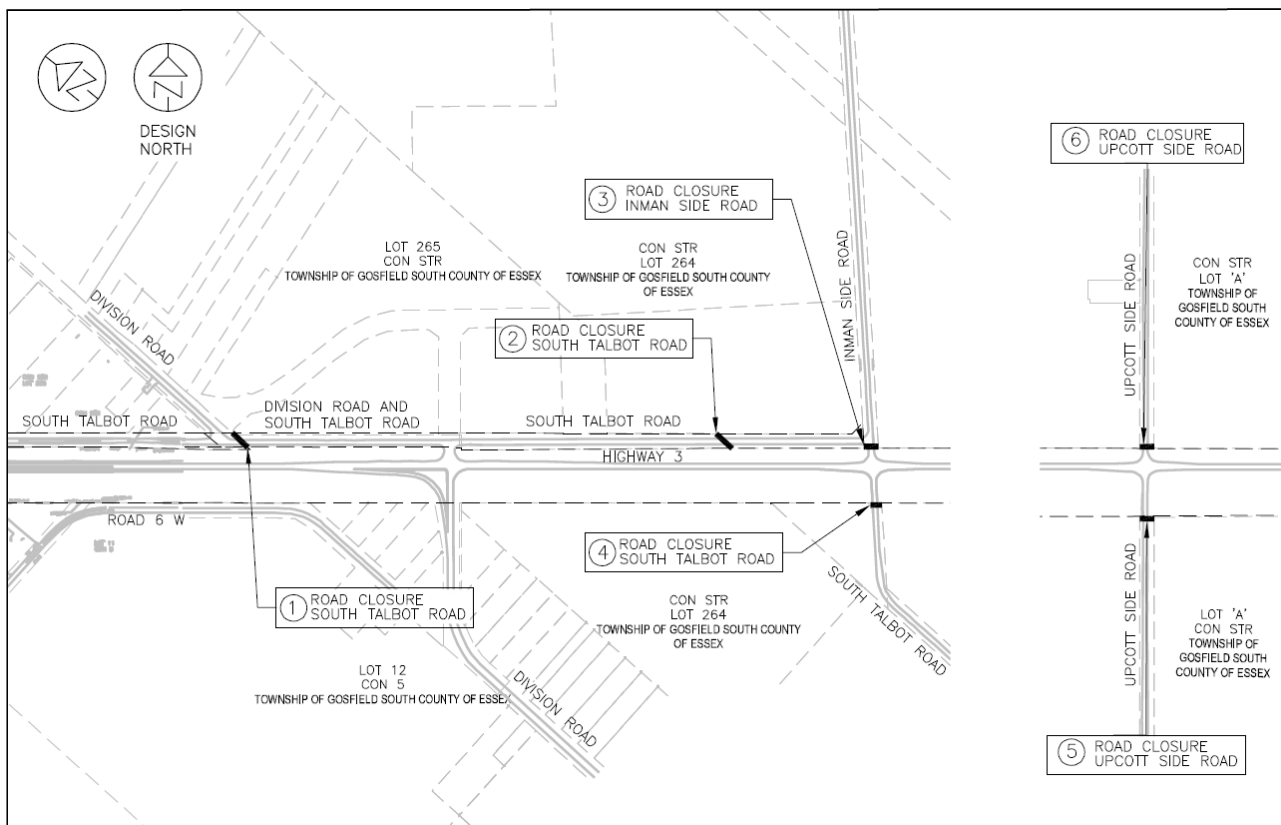 DESIGN
NORTH
6
ROAD CLOSURE
UPCOTT SIDE ROAD
3
ROAD CLOSURE
INMAN SIDE ROAD
LOT 265
CON STR
TOWNSHIP OF GOSFIELD SOUTH COUNTY OF ESSEX
CON STR
LOT 264
TOWNSHIP OF GOSFIELD SOUTH COUNTY
OF ESSEX
INMAN SIDE ROAD
UPCOTT SIDE ROAD
CON STR
LOT 'A'
TOWNSHIP OF
GOSFIELD SOUTH
COUNTY OF ESSEX
DIVISION ROAD
2
ROAD CLOSURE
SOUTH TALBOT ROAD
SOUTH TALBOT ROAD
DIVISION ROAD AND
SOUTH TALBOT ROAD
SOUTH TALBOT ROAD
HIGHWAY 3
ROAD 6 W
4
ROAD CLOSURE
SOUTH TALBOT ROAD
1
ROAD CLOSURE
SOUTH TALBOT ROAD
CON STR
LOT 264
TOWNSHIP OF GOSFIELD SOUTH COUNTY
OF ESSEX
SOUTH TALBOT ROAD
UPCOTT SIDE ROAD
LOT 'A'
CON STR
TOWNSHIP OF
GOSFIELD SOUTH
COUNTY OF ESSEX
LOT 12
CON 5
TOWNSHIP OF GOSFIELD SOUTH COUNTY OF ESSEX
DIVISION ROAD
5
ROAD CLOSURE
UPCOTT SIDE ROAD